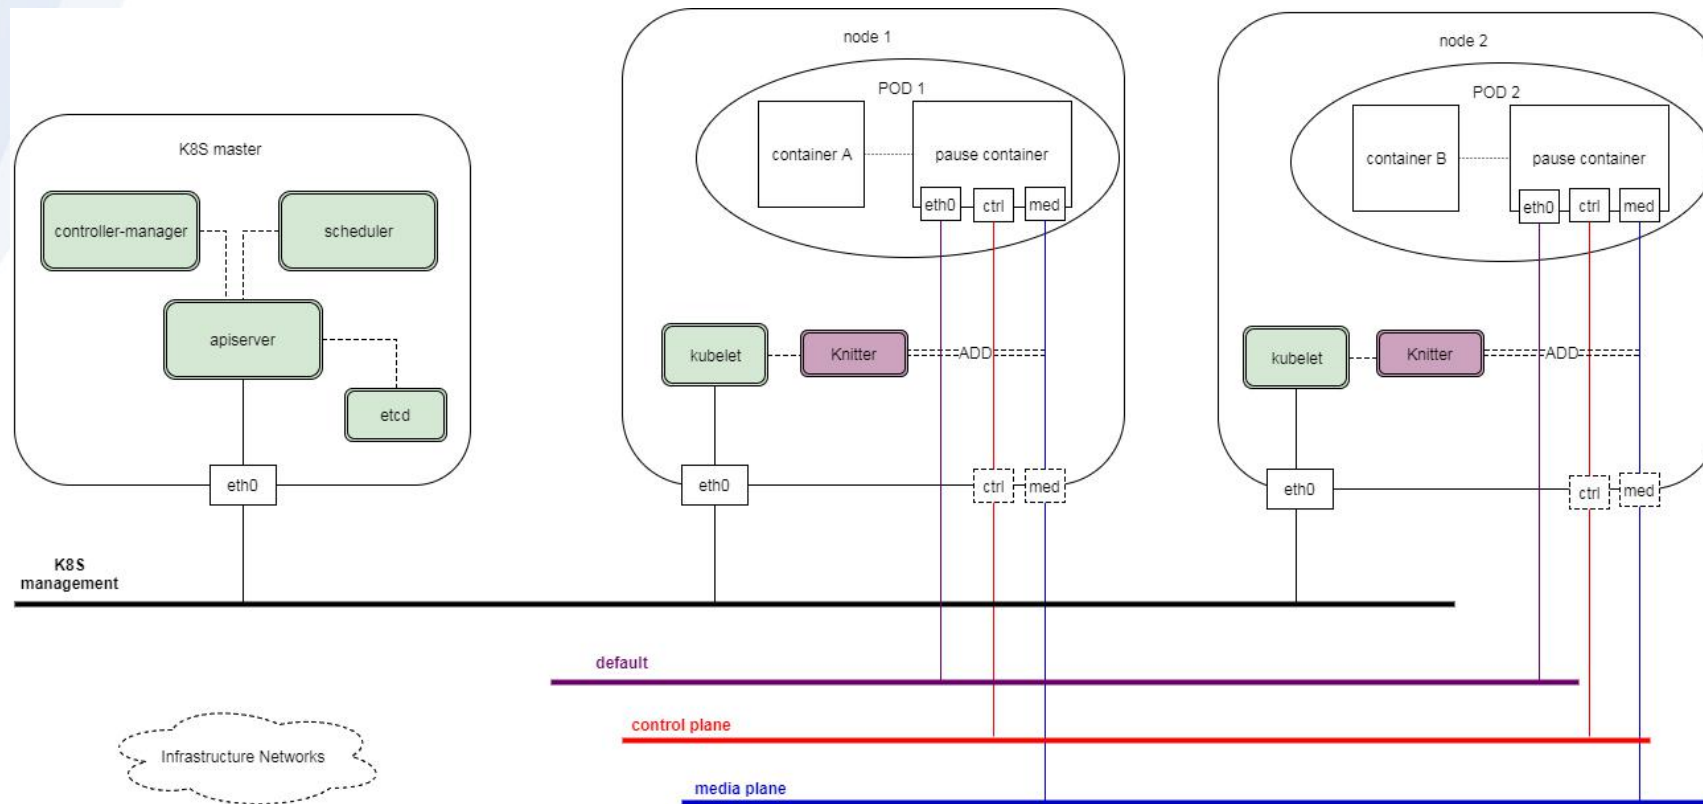 K8S master
controller-manager
scheduler
apiserver
etcd
eth0
node 1
POD 1
container A
pause container
eth0
ctrl
med
kubelet
Knitter
ADD
eth0
ctrl
med
node 2
POD 2
container B
pause container
eth0
ctrl
med
kubelet
Knitter
ADD
eth0
ctrl
med
K8S
management
default
control plane
media plane
Infrastructure Networks